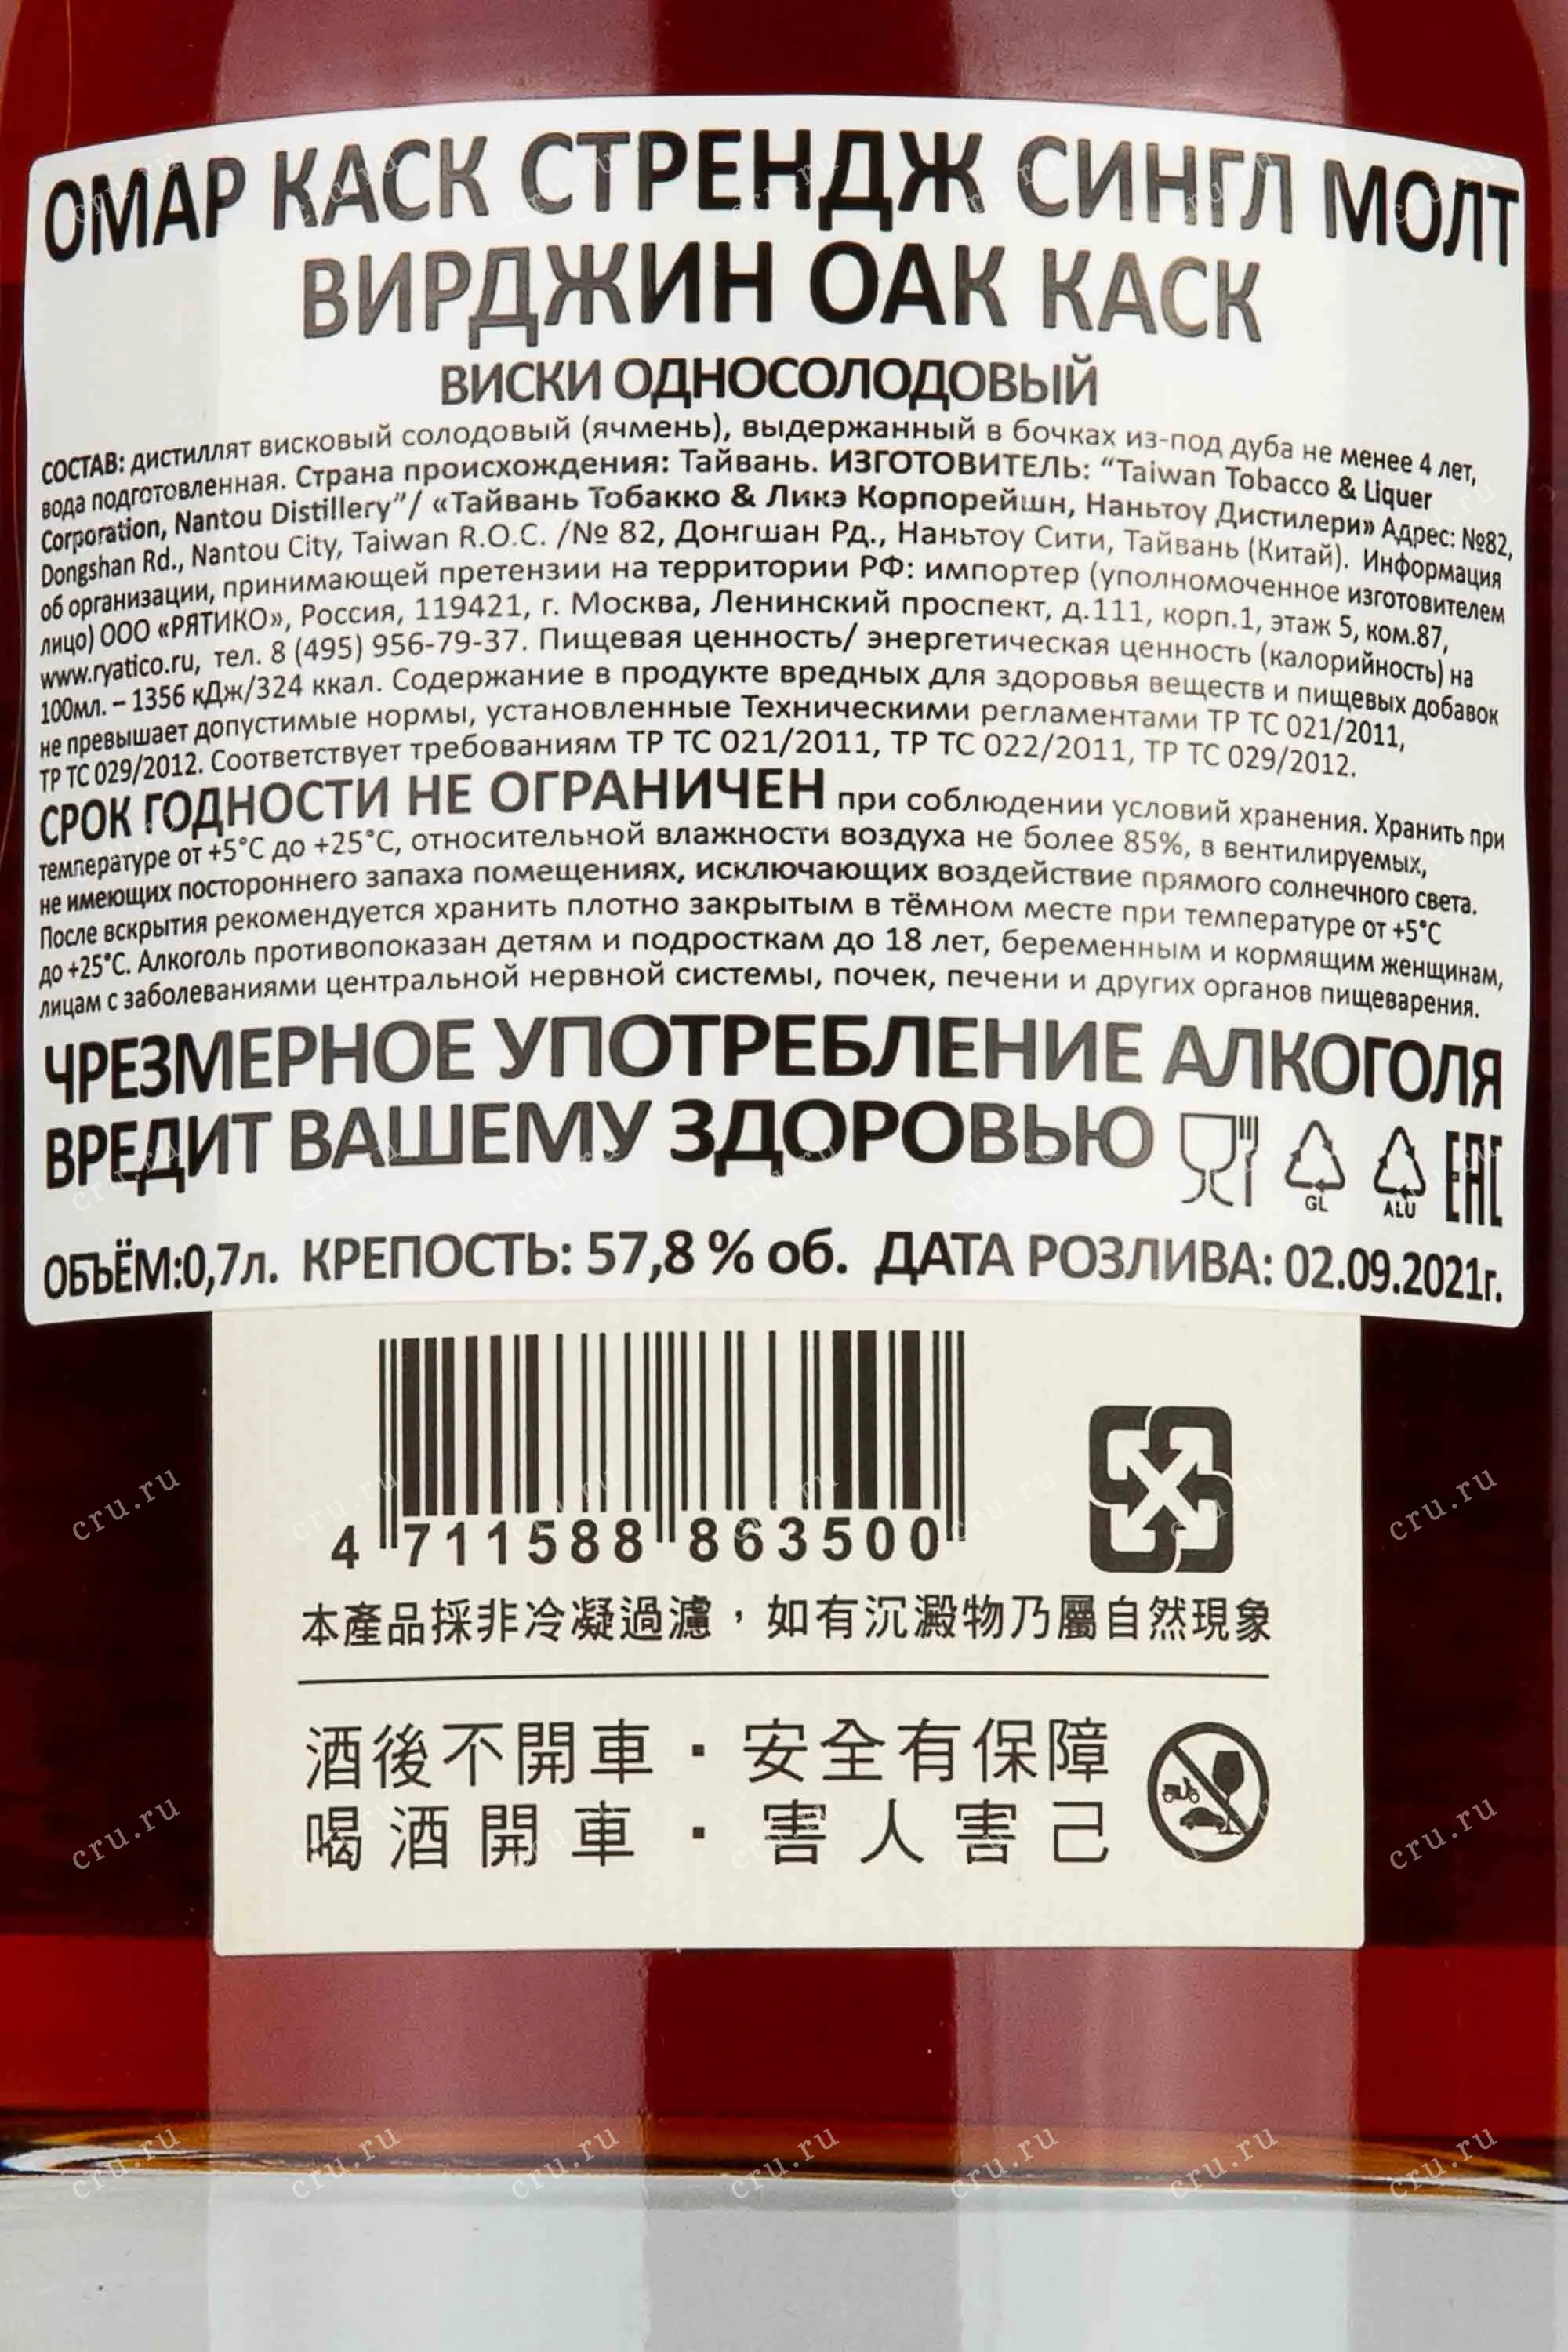 ОМАР КАСК СТРЕНДЖ СИНГЛ МОЛТ
ВИРДЖИН ОАК КАСК
ВИСКИ ОДНОСОЛОДОВЫЙ
СОСТАВ: дистиллят висковый солодовый (ячмень), выдержанный в бочках из-под дуба не менее 4 лет,
вода подготовленная. Страна происхождения: Тайвань. ИЗГОТОВИТЕЛЬ: “Taiwan Tobacco & Liquer
Corporation, Nantou Distillery”/ «Тайвань Тобакко & Ликэ Корпорейшн, Наньтоу Дистилери» Адрес: №82,
Dongshan Rd., Nantou City, Taiwan R.O.C. /№ 82, Донгшан Рд., Наньтоу Сити, Тайвань (Китай). Информация
об организации, принимающей претензии на территории РФ: импортер (уполномоченное изготовителем
лицо) ООО «РЯТИКО», Россия, 119421, г. Москва, Ленинский проспект, д.111, корп.1, этаж 5, ком.87,
www.ryatico.ru, тел. 8 (495) 956-79-37. Пищевая ценность/ энергетическая ценность (калорийность) на
100мл. – 1356 кДж/324 ккал. Содержание в продукте вредных для здоровья веществ и пищевых добавок
не превышает допустимые нормы, установленные Техническими регламентами ТР ТС 021/2011,
ТР ТС 029/2012. Соответствует требованиям ТР ТС 021/2011, ТР ТС 022/2011, ТР ТС 029/2012.
СРОК ГОДНОСТИ НЕ ОГРАНИЧЕН при соблюдении условий хранения. Хранить при
температуре от +5°С до +25°С, относительной влажности воздуха не более 85%, в вентилируемых,
не имеющих постороннего запаха помещениях, исключающих воздействие прямого солнечного света.
После вскрытия рекомендуется хранить плотно закрытым в тёмном месте при температуре от +5°С
до +25°С. Алкоголь противопоказан детям и подросткам до 18 лет, беременным и кормящим женщинам,
лицам с заболеваниями центральной нервной системы, почек, печени и других органов пищеварения.
ЧРЕЗМЕРНОЕ УПОТРЕБЛЕНИЕ АЛКОГОЛЯ
ВРЕДИТ ВАШЕМУ ЗДОРОВЬЮ GL ALU EAC
ОБЪЁМ:0,7л. КРЕПОСТЬ: 57,8 % об. ДАТА РОЗЛИВА: 02.09.2021г.
4 711588 863500
本產品採非冷凝過濾，如有沉澱物乃屬自然現象
酒後不開車・安全有保障
喝酒開車・害人害己
cru.ru